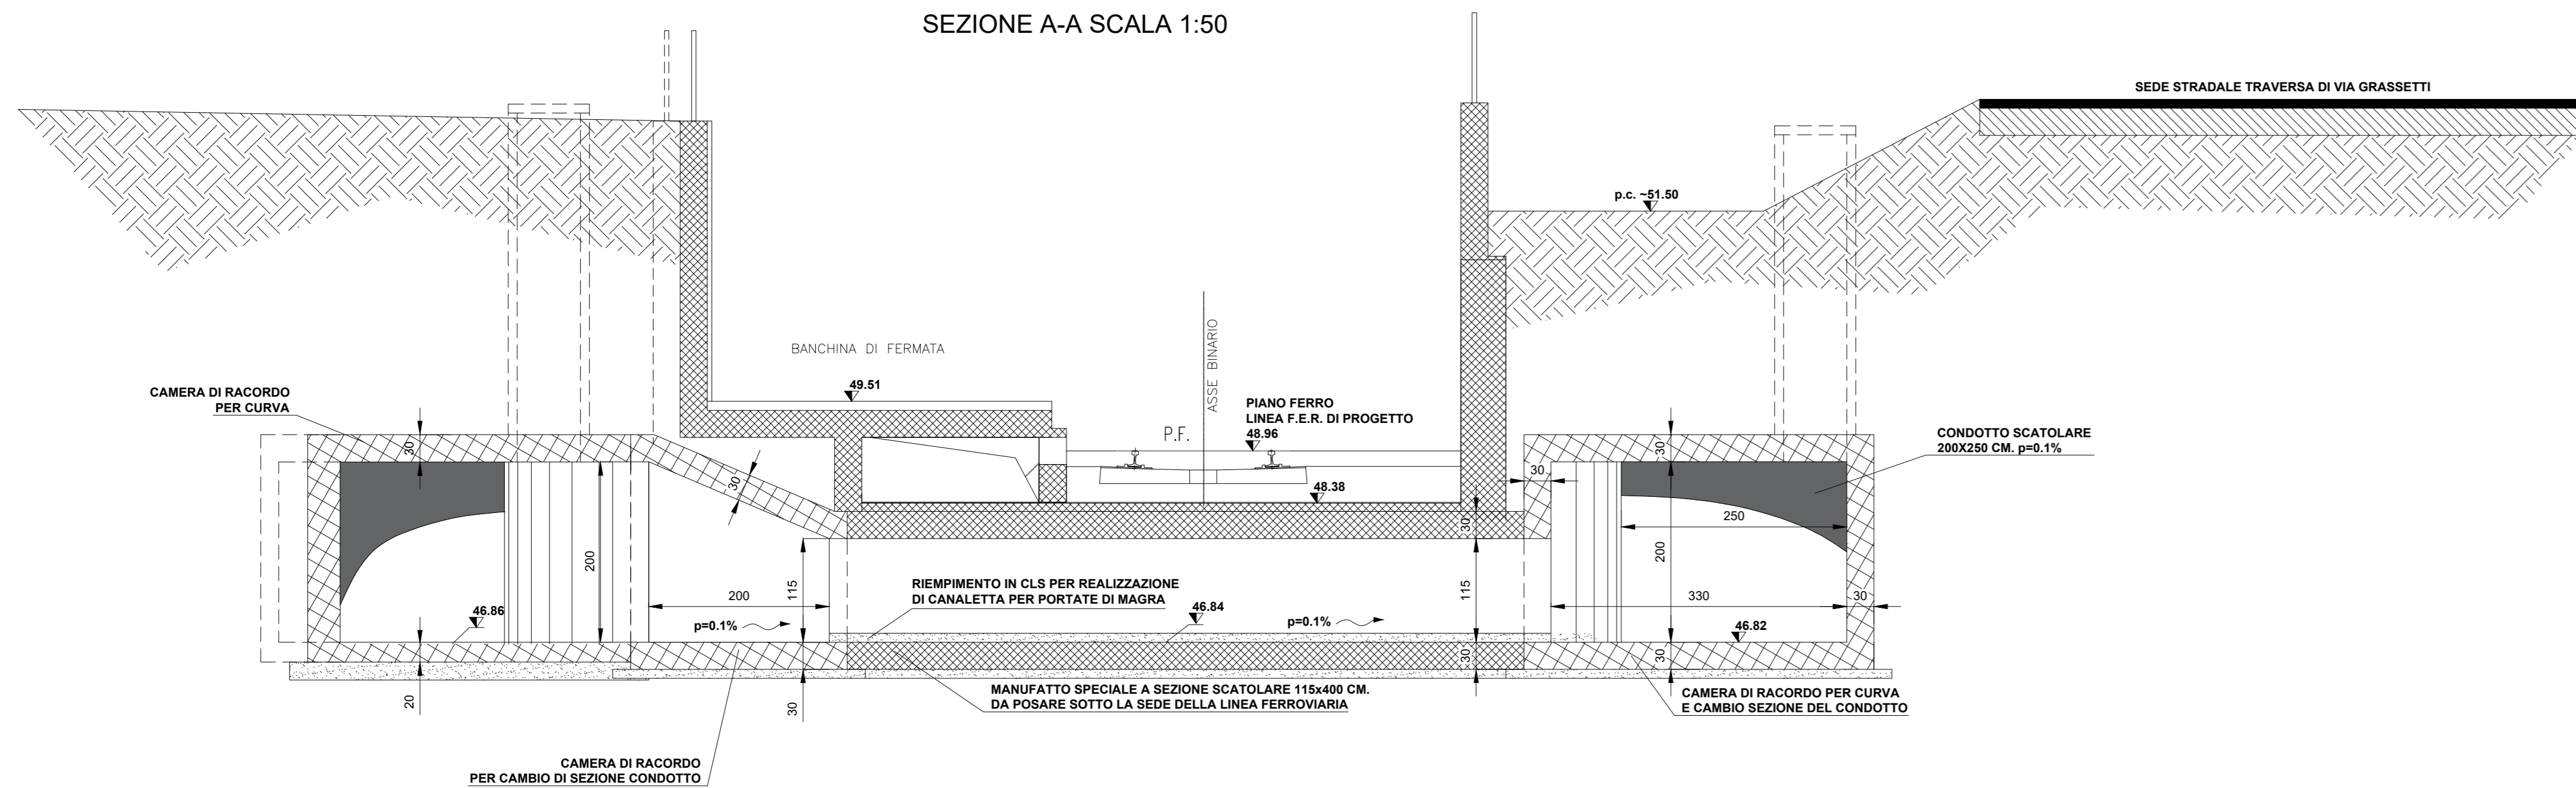 SEZIONE A-A SCALA 1:50
SEDE STRADALE TRAVERSA DI VIA GRASSETTI
p.c. ~51.50
BANCHINA DI FERMATA
49.51
ASSE BINARIO
PIANO FERRO
LINEA F.E.R. DI PROGETTO
48.96
P.F.
48.38
CAMERA DI RACORDO
PER CURVA
CONDOTTO SCATOLARE
200X250 CM. p=0.1%
30
30
30
30
30
250
200
200
115
115
200
330
30
46.86
46.84
46.82
p=0.1%
p=0.1%
RIEMPIMENTO IN CLS PER REALIZZAZIONE
DI CANALETTA PER PORTATE DI MAGRA
20
30
30
30
MANUFATTO SPECIALE A SEZIONE SCATOLARE 115x400 CM.
DA POSARE SOTTO LA SEDE DELLA LINEA FERROVIARIA
CAMERA DI RACORDO PER CURVA
E CAMBIO SEZIONE DEL CONDOTTO
CAMERA DI RACORDO
PER CAMBIO DI SEZIONE CONDOTTO